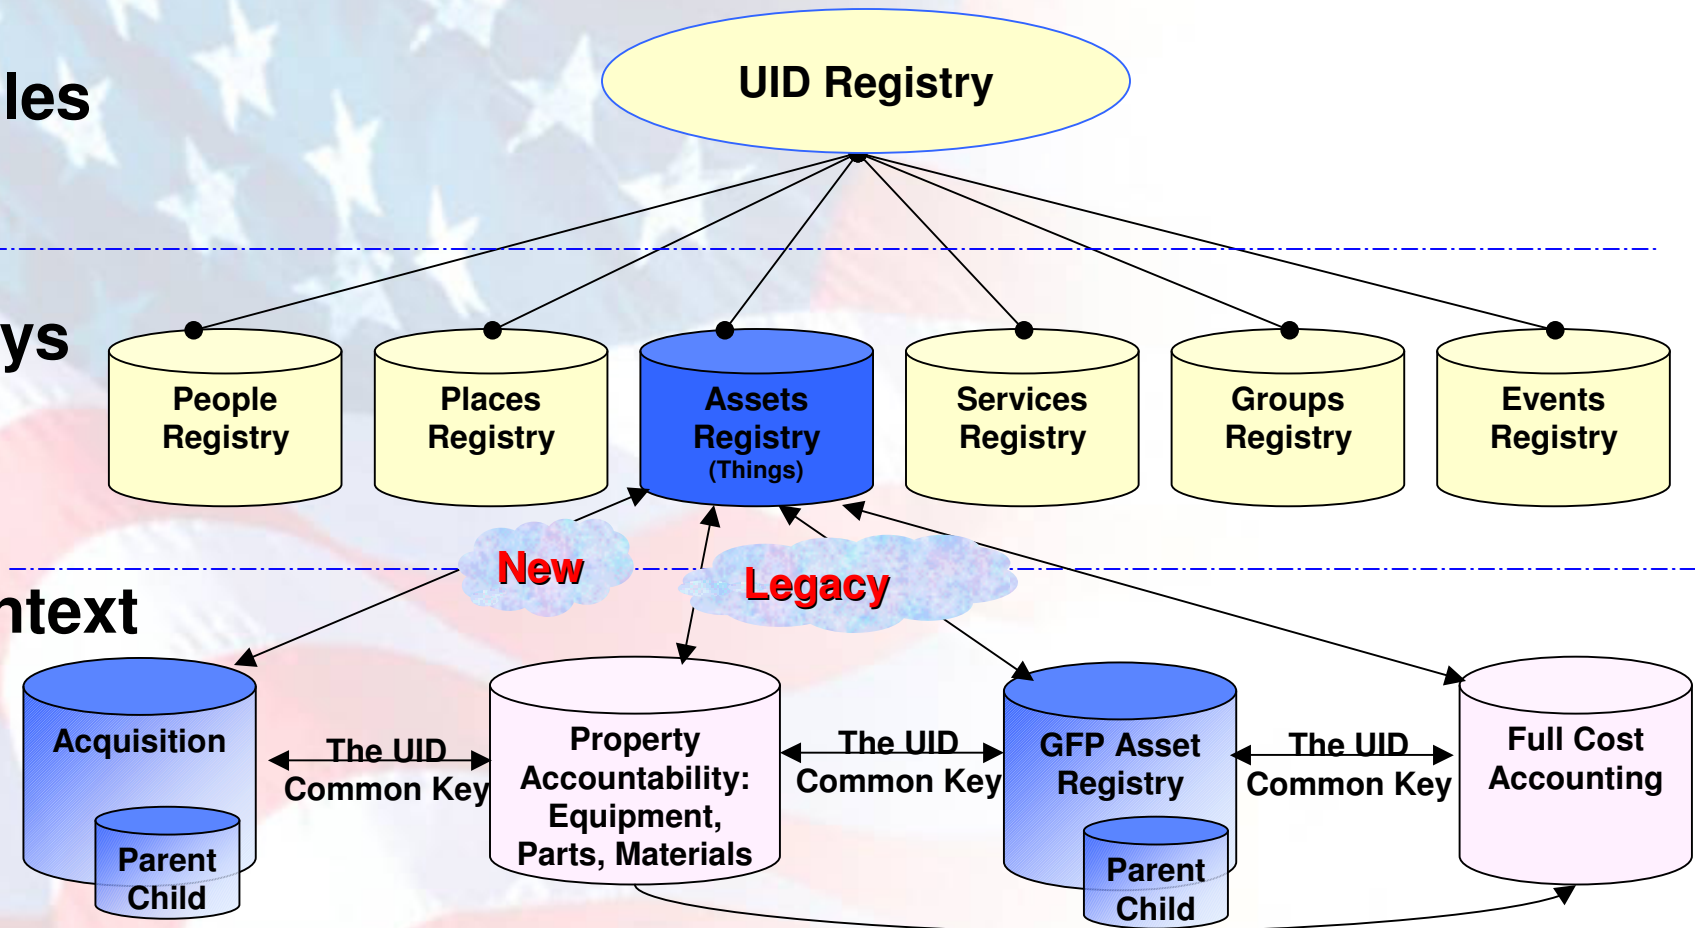 UID Registry
les
ys
People
Registry
Places
Registry
Assets
Registry
(Things)
Services
Registry
Groups
Registry
Events
Registry
New
Legacy
ntext
Acquisition
Parent
Child
The UID
Common Key
Property
Accountability:
Equipment,
Parts, Materials
The UID
Common Key
GFP Asset
Registry
Parent
Child
The UID
Common Key
Full Cost
Accounting